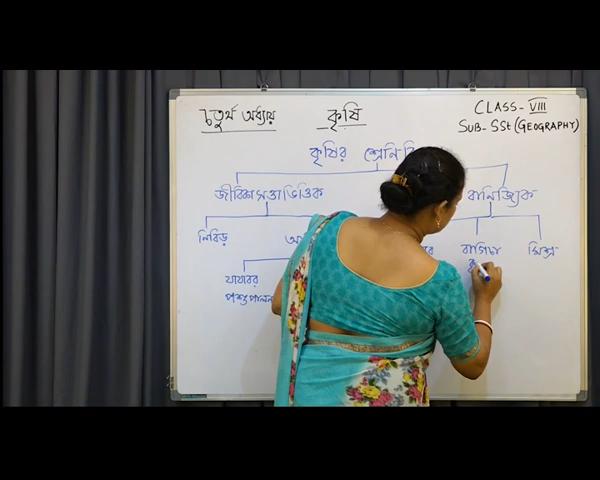 চতুর্থ অধ্যায়
কৃষি
CLASS- VIII
SUB- SSt (GEOGRAPHY)
কৃষির শ্রেনি
জীবিকাসত্তাভিত্তিক
বানিজ্যিক
নিবিড়
বাগিচা
মিশ্র
যাযাবর
পশুপালন